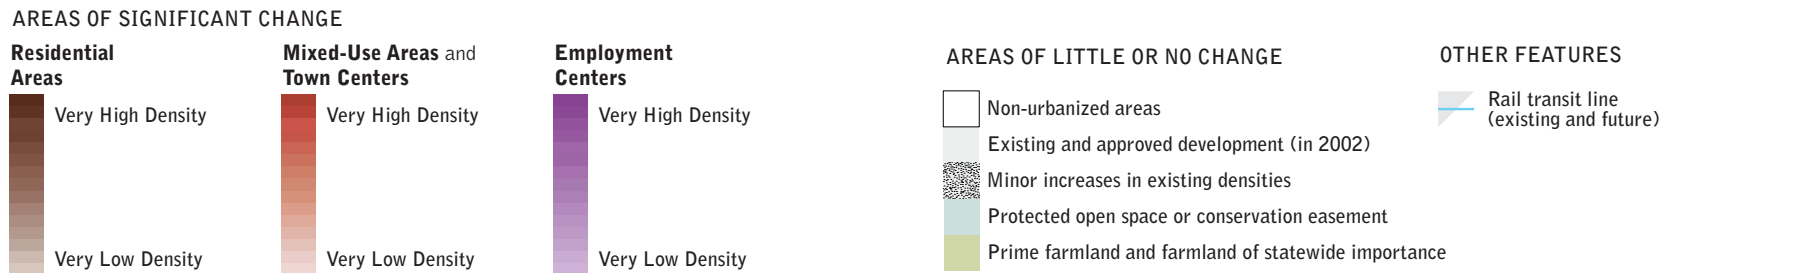 AREAS OF SIGNIFICANT CHANGE
Residential
Areas
Very High Density
Very Low Density
Mixed-Use Areas and
Town Centers
Very High Density
Very Low Density
Employment
Centers
Very High Density
Very Low Density
AREAS OF LITTLE OR NO CHANGE
Non-urbanized areas
Existing and approved development (in 2002)
Minor increases in existing densities
Protected open space or conservation easement
Prime farmland and farmland of statewide importance
OTHER FEATURES
Rail transit line
(existing and future)